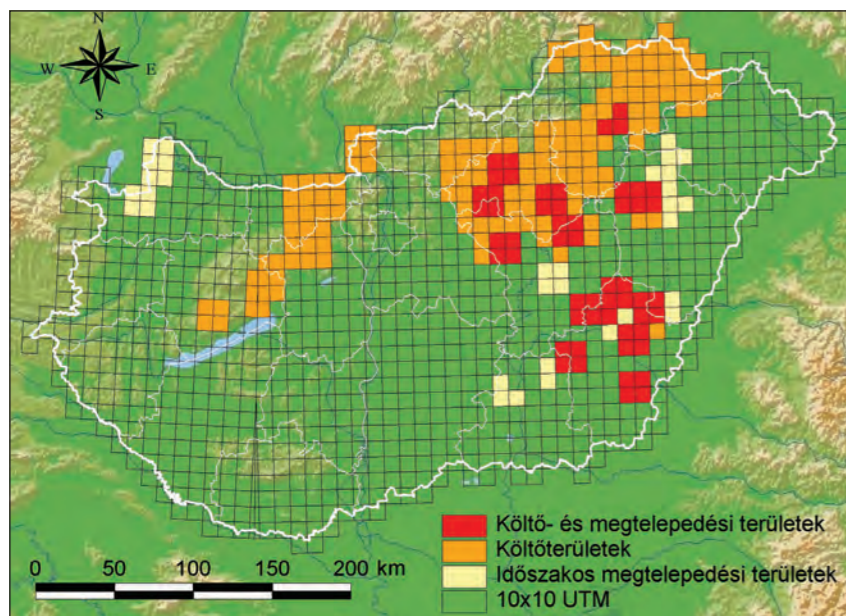 N
W E
S
Költő- és megtelepedési területek
Költőterületek
Időszakos megtelepedési területek
10x10 UTM
0 50 100 150 200 km